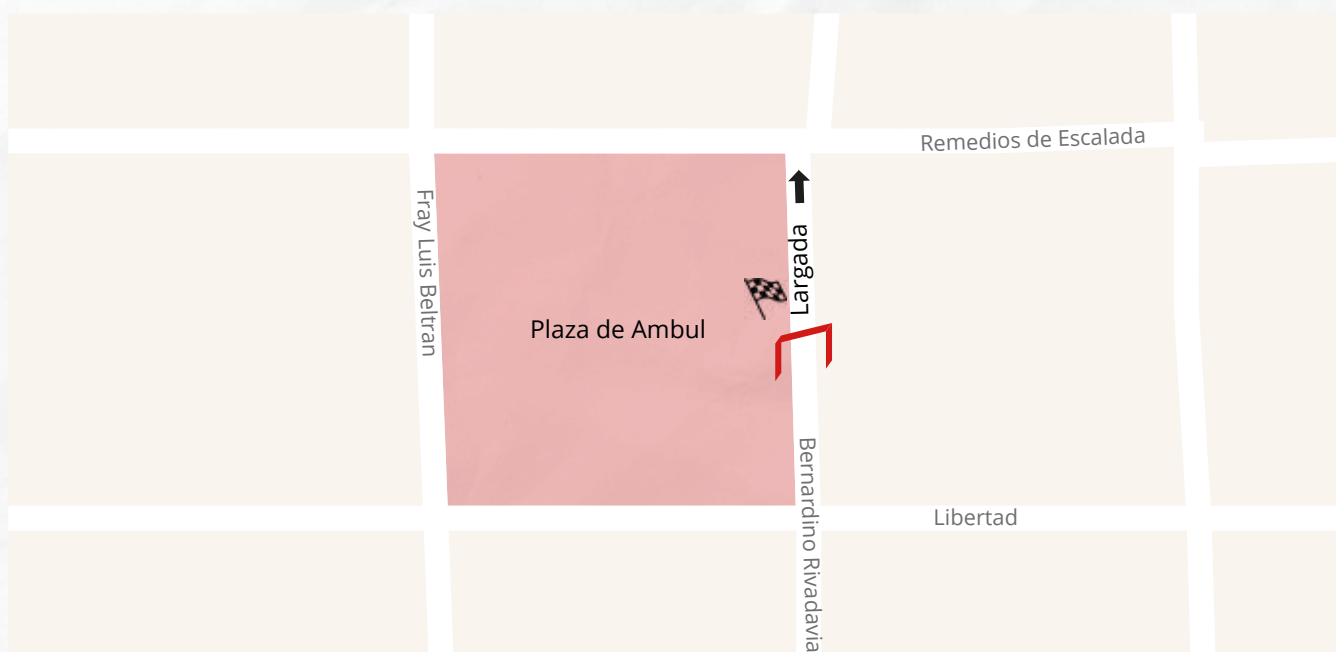 Remedios de Escalada
Fray Luis Beltran
Largada
Plaza de Ambul
Bernardino Rivadavia
Libertad